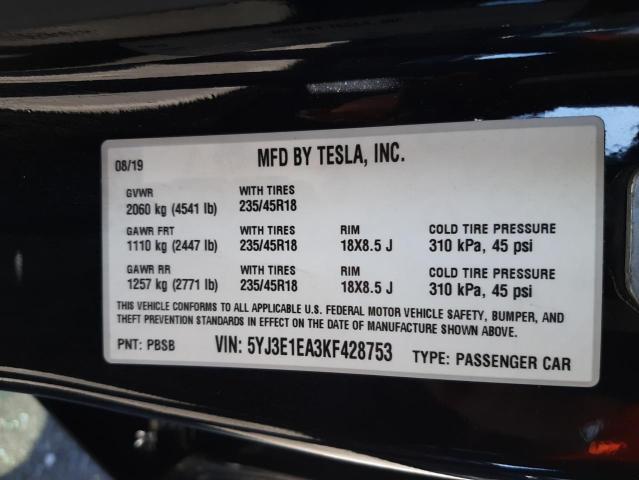 08/19 MFD BY TESLA, INC.
GVWR WITH TIRES
2060 kg (4541 lb) 235/45R18
GAWR FRT WITH TIRES RIM COLD TIRE PRESSURE
1110 kg (2447 lb) 235/45R18 18X8.5 J 310 kPa, 45 psi
GAWR RR WITH TIRES RIM COLD TIRE PRESSURE
1257 kg (2771 lb) 235/45R18 18X8.5 J 310 kPa, 45 psi
THIS VEHICLE CONFORMS TO ALL APPLICABLE U.S. FEDERAL MOTOR VEHICLE SAFETY, BUMPER, AND
THEFT PREVENTION STANDARDS IN EFFECT ON THE DATE OF MANUFACTURE SHOWN ABOVE.
PNT: PBSB VIN: 5YJ3E1EA3KF428753 TYPE: PASSENGER CAR